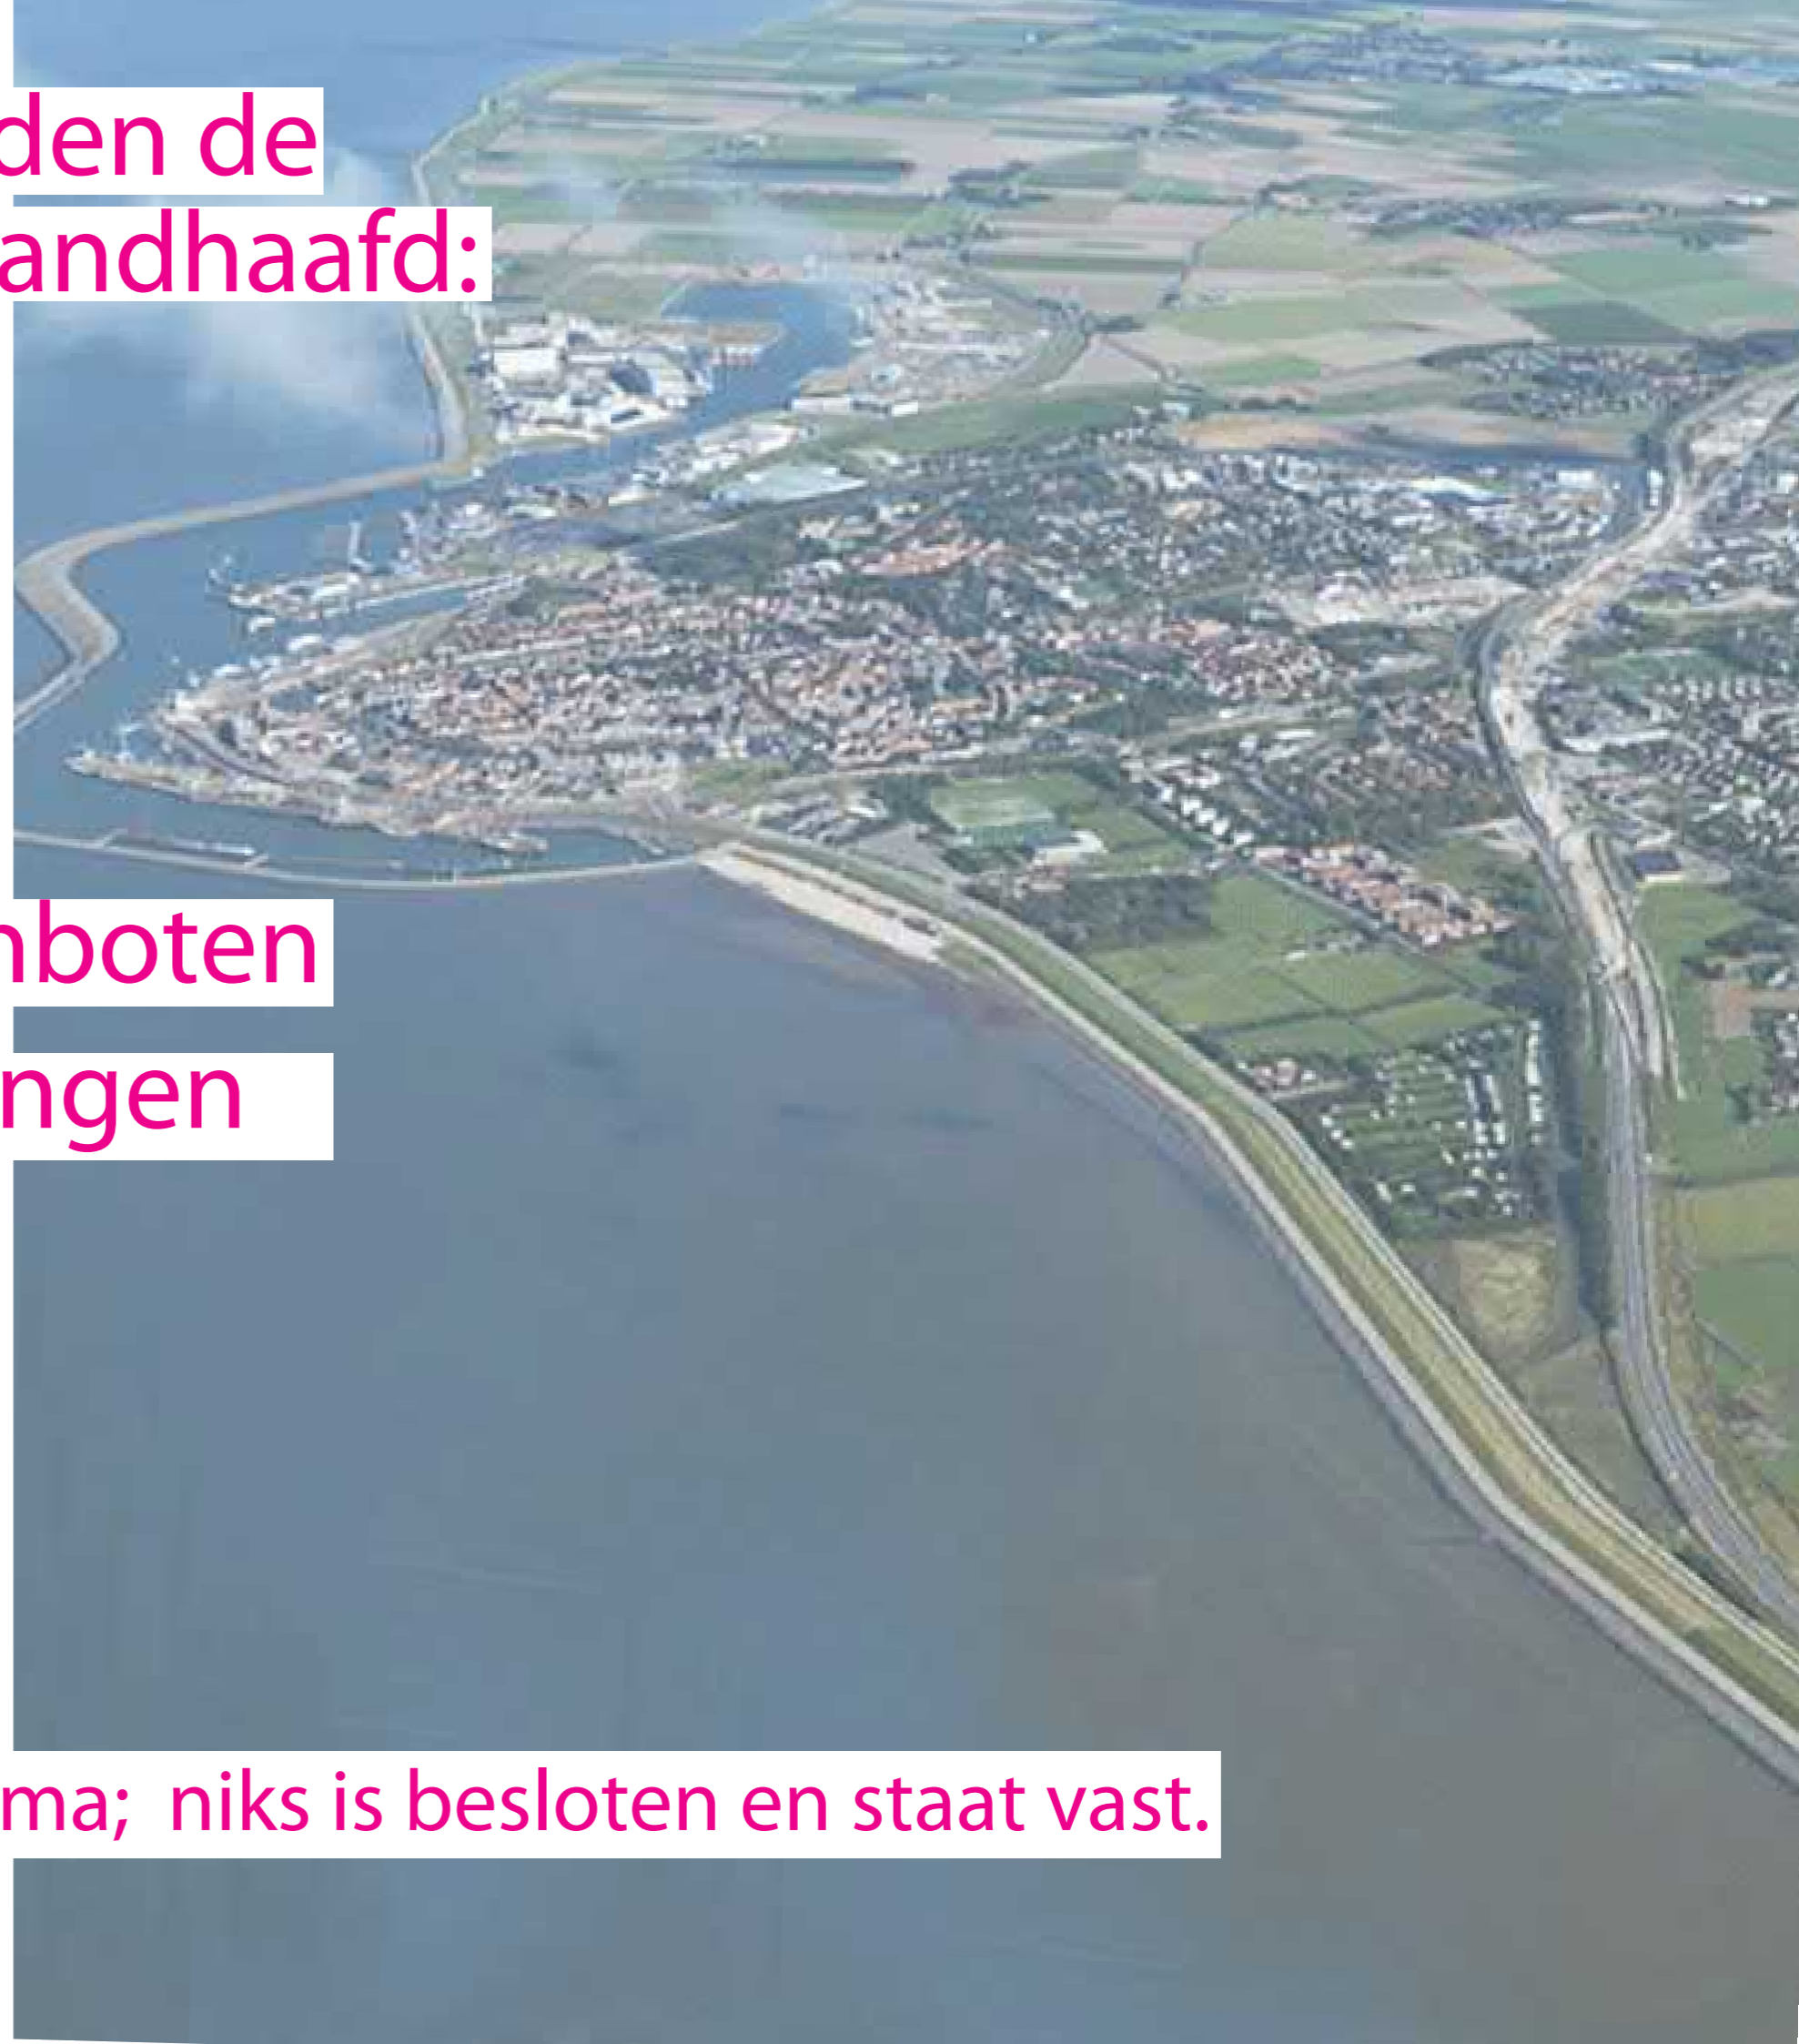 den de
andhaafd:
nboten
ngen
ma; niks is besloten en staat vast.